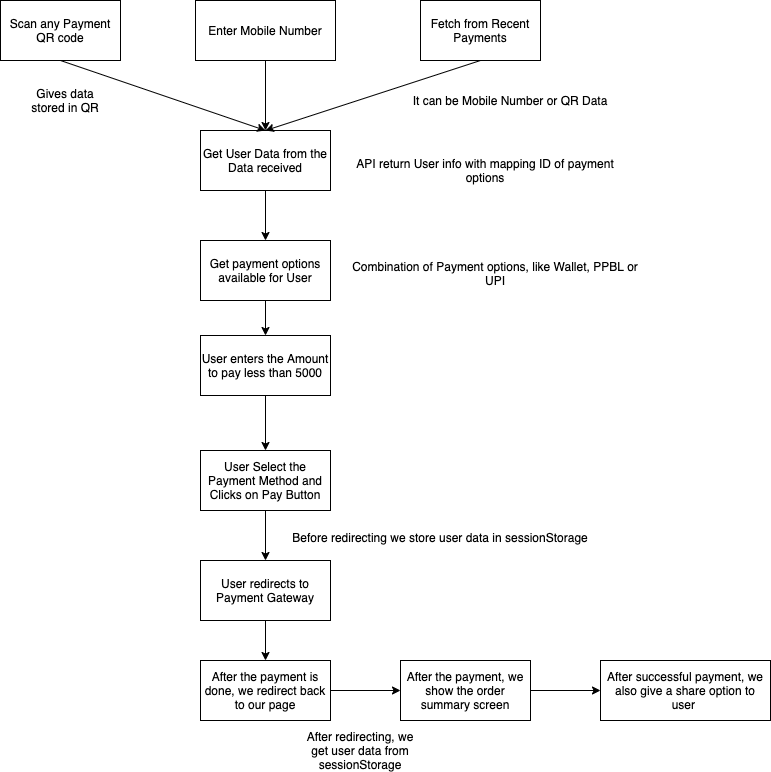 Scan any Payment
QR code
Enter Mobile Number
Fetch from Recent
Payments
Gives data
stored in QR
It can be Mobile Number or QR Data
Get User Data from the
Data received
API return User info with mapping ID of payment
options
Get payment options
available for User
Combination of Payment options, like Wallet, PPBL or
UPI
User enters the Amount
to pay less than 5000
User Select the
Payment Method and
Clicks on Pay Button
Before redirecting we store user data in sessionStorage
User redirects to
Payment Gateway
After the payment is
done, we redirect back
to our page
After the payment, we
show the order
summary screen
After successful payment, we
also give a share option to
user
After redirecting, we
get user data from
sessionStorage